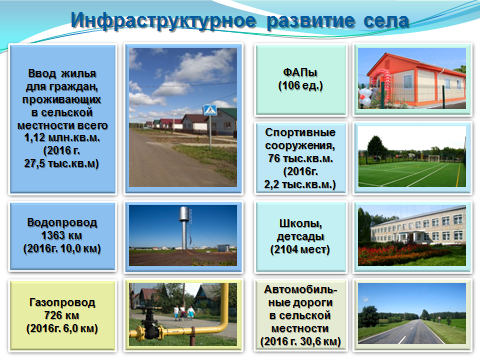 Инфраструктурное развитие села
Ввод жилья
для граждан,
проживающих
в сельской
местности всего
1,12 млн.кв.м.
(2016 г.
27,5 тыс.кв.м)
ФАПы
(106 ед.)
Спортивные
сооружения,
76 тыс.кв.м.
(2016г.
2,2 тыс.кв.м.)
Водопровод
1363 км
(2016г. 10,0 км)
Школы,
детсады
(2104 мест)
Газопровод
726 км
(2016г. 6,0 км)
Автомобиль-
ные дороги
в сельской
местности
(2016 г. 30,6 км)